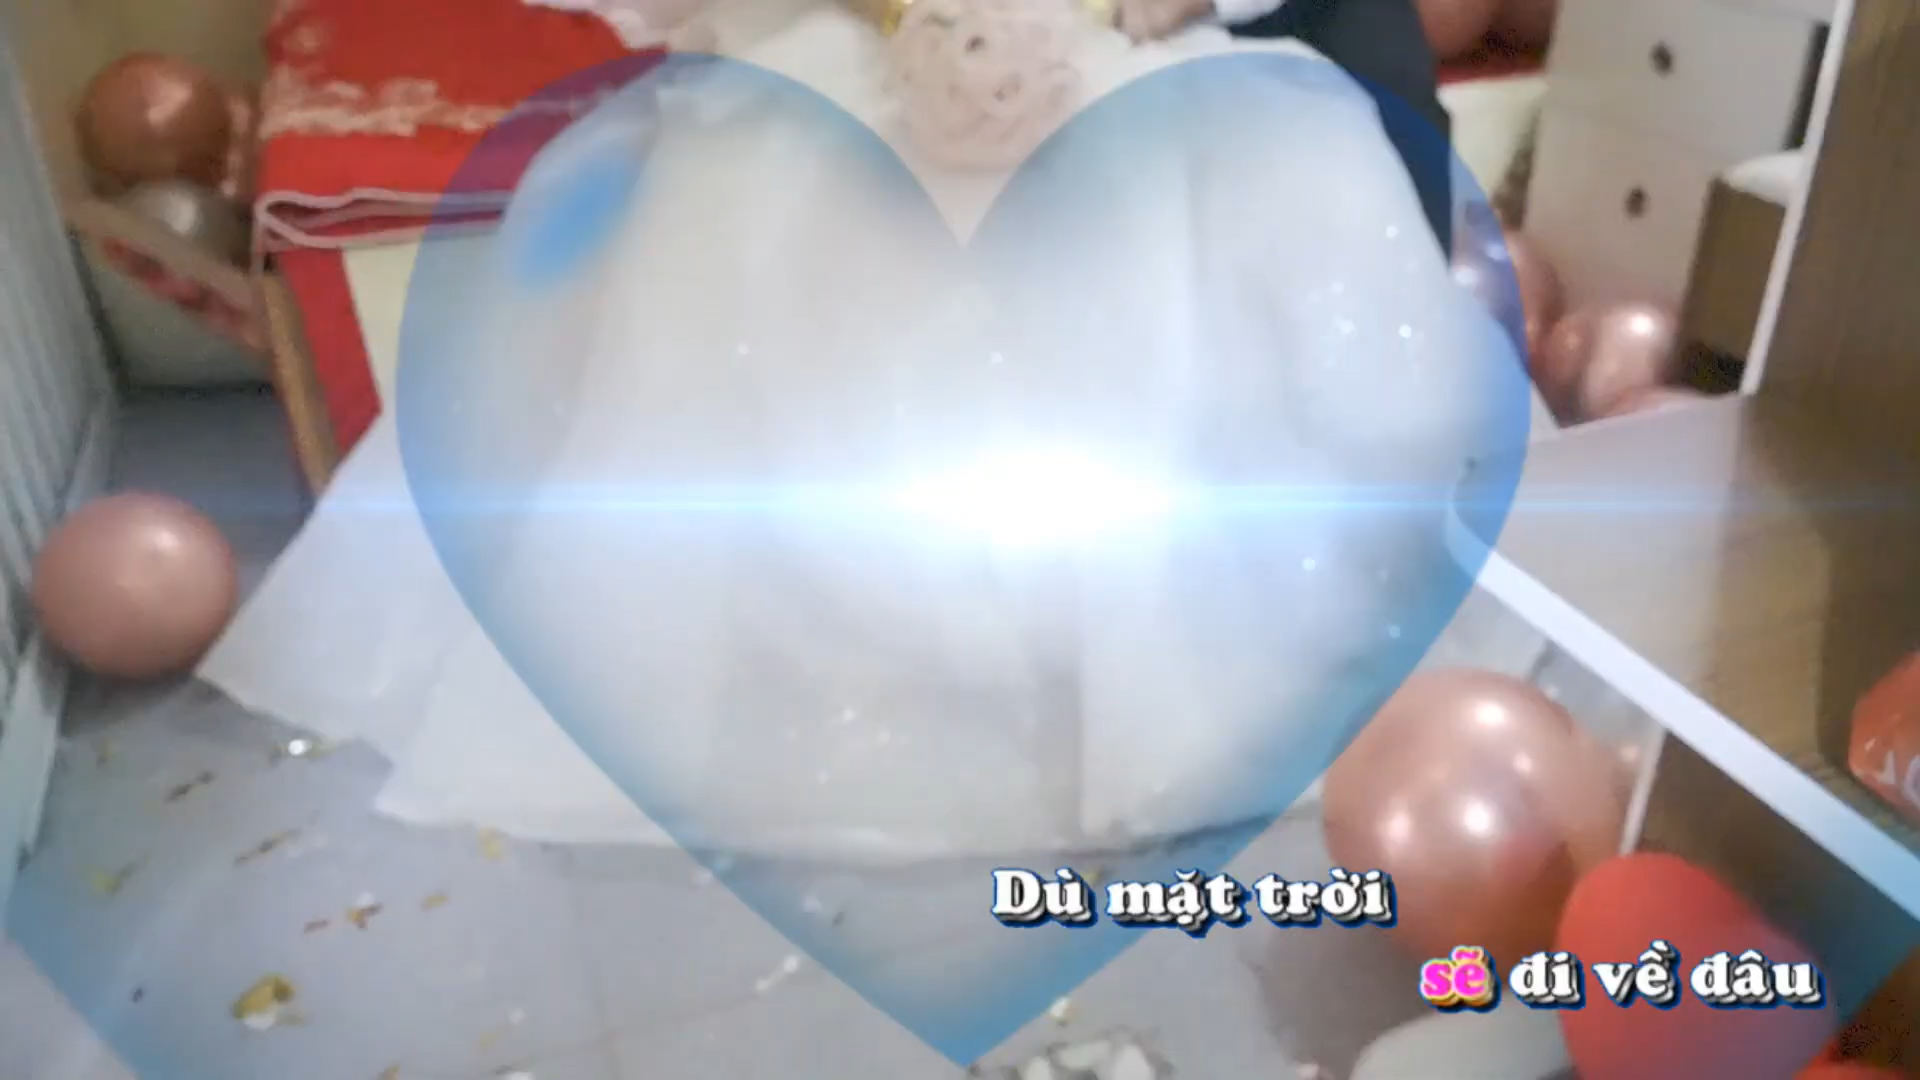 Dù mặt trời
sẽ đi về đâu